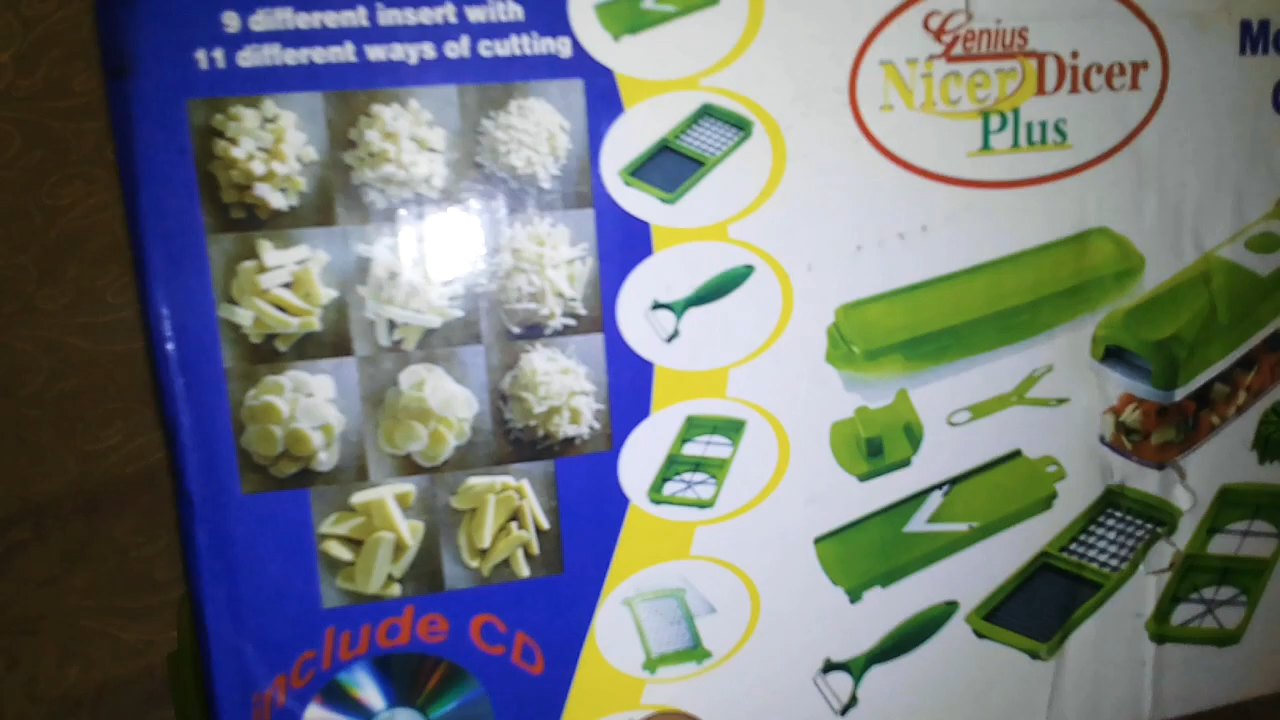 9 different insert with
11 different ways of cutting
include CD
Genius
Nicer Dicer
Plus